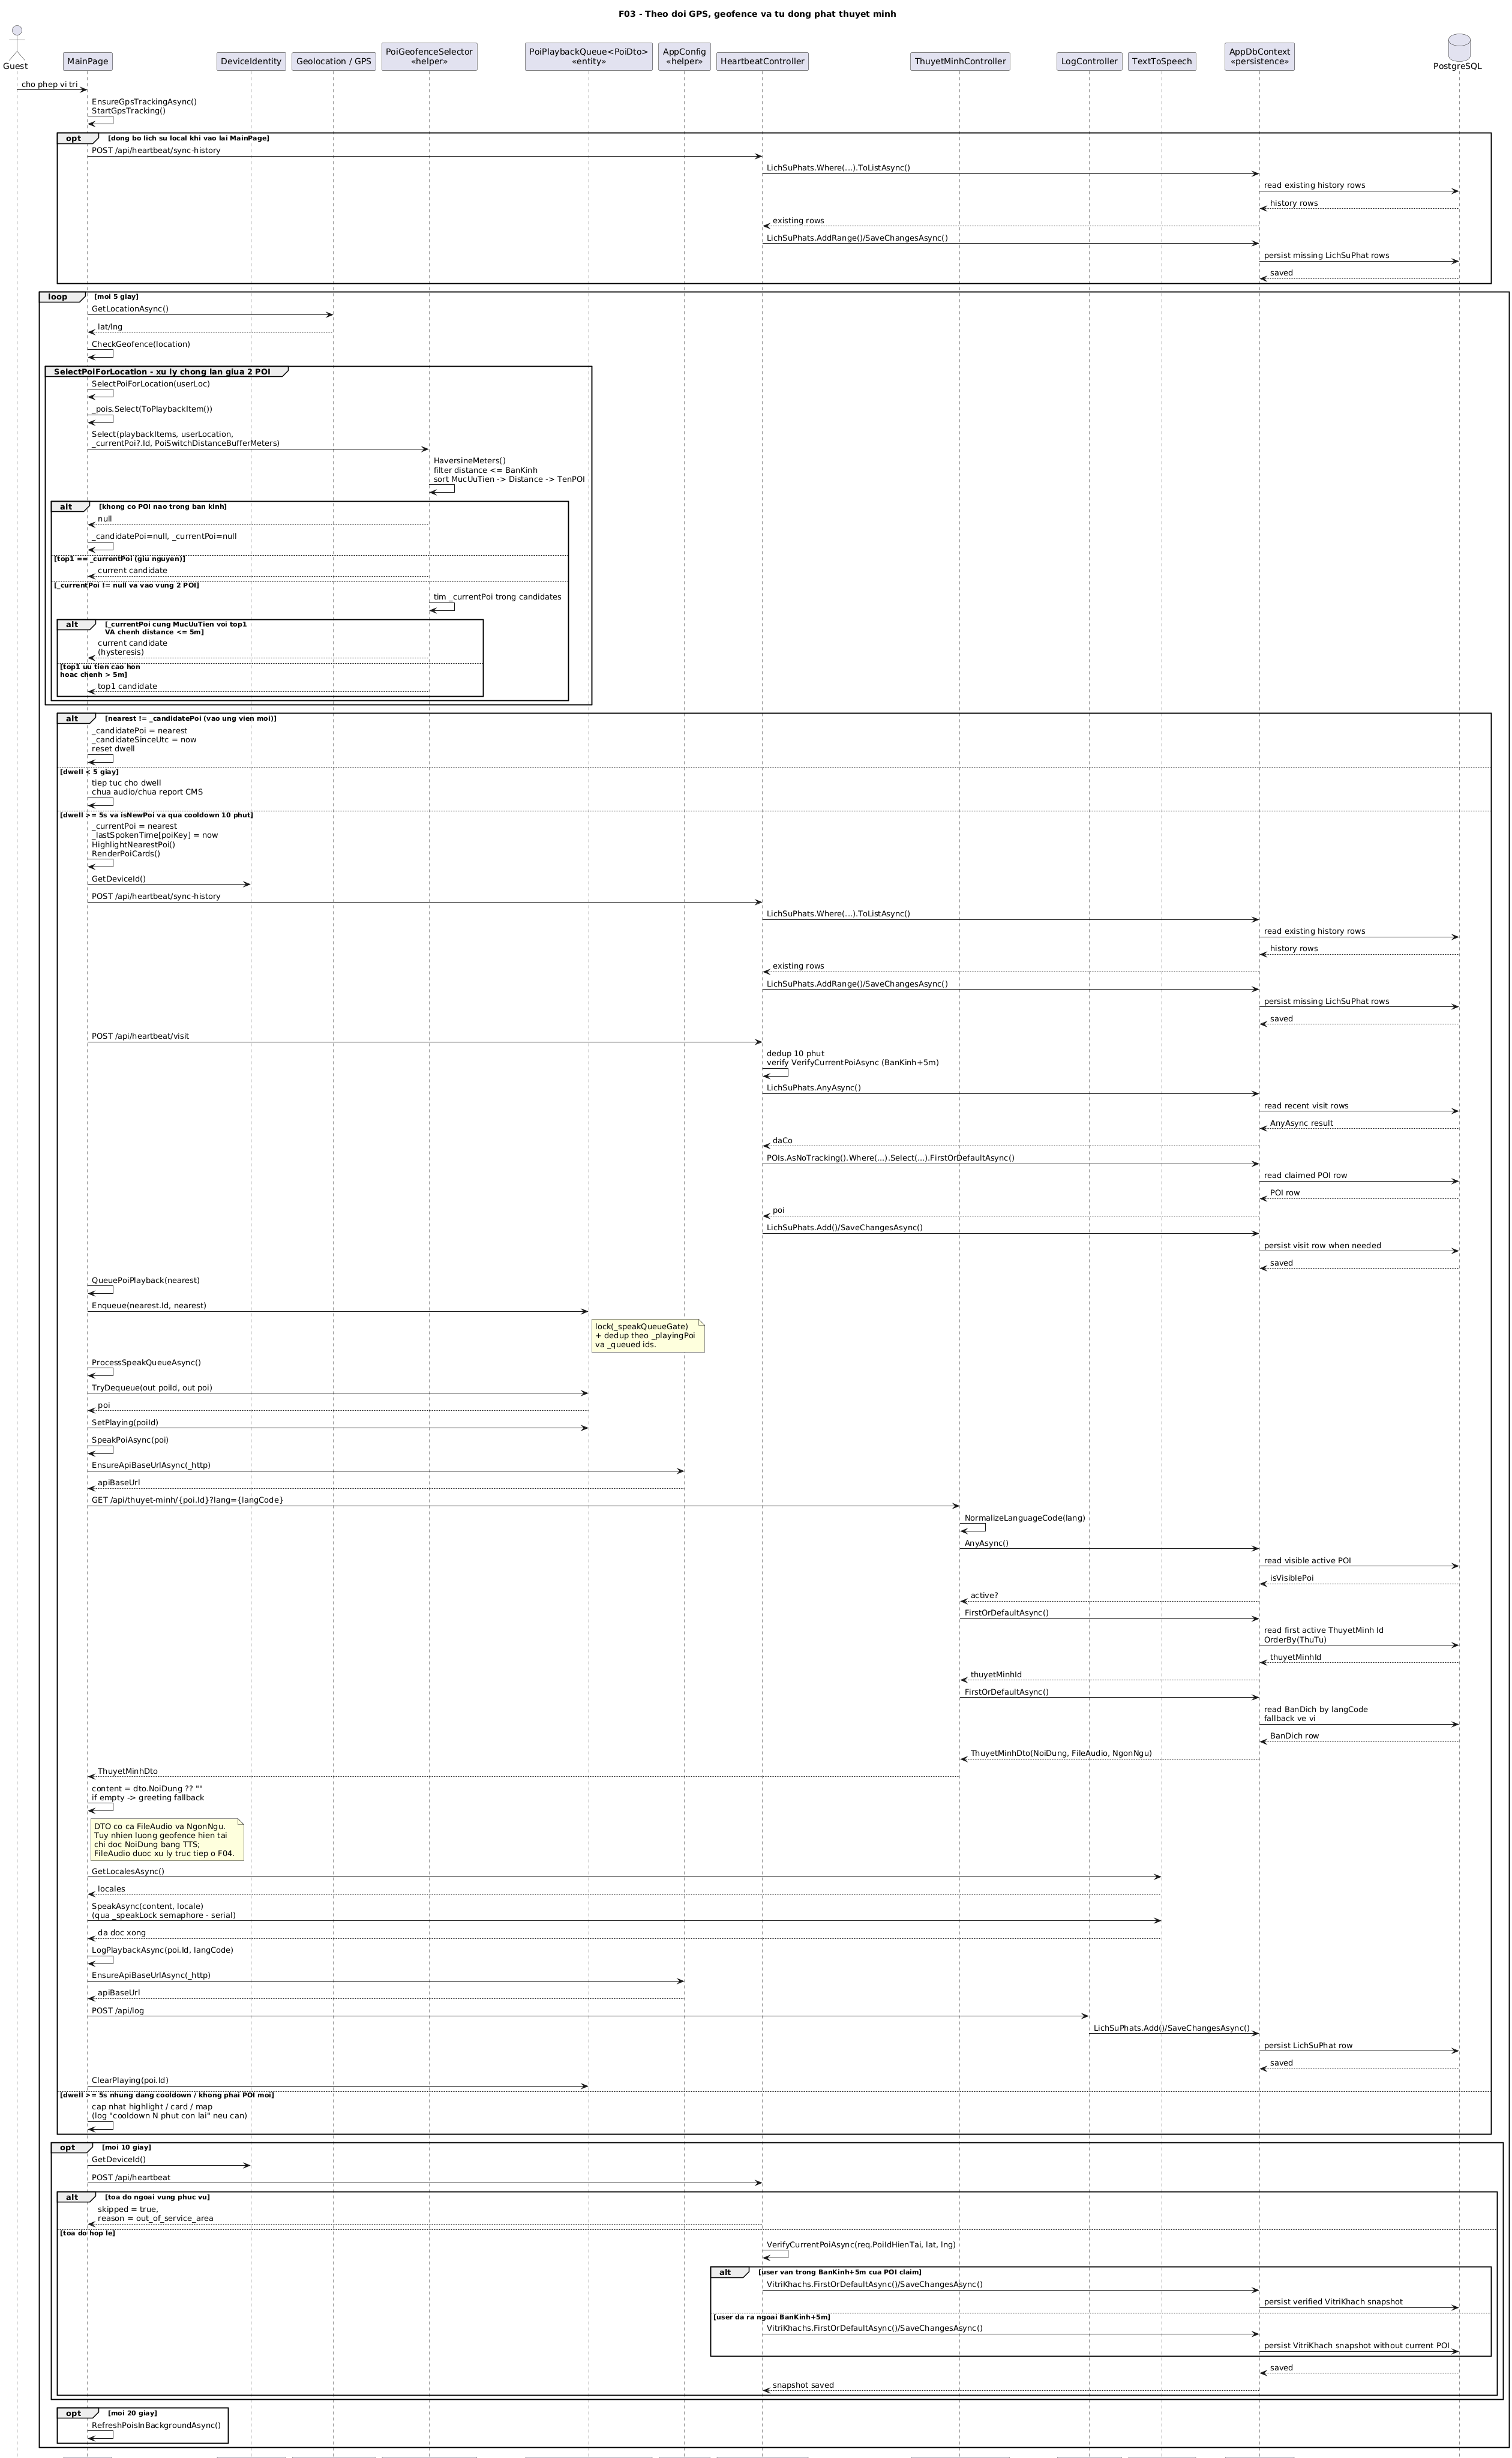 F03 - Theo doi GPS, geofence va tu dong phat thuyet minh
Guest
MainPage
DeviceIdentity
Geolocation / GPS
PoiGeofenceSelector
«helper»
PoiPlaybackQueue<PoiDto>
«entity»
AppConfig
«helper»
HeartbeatController
ThuyetMinhController
LogController
TextToSpeech
AppDbContext
«persistence»
PostgreSQL
cho phep vi tri
EnsureGpsTrackingAsync()
StartGpsTracking()
opt [dong bo lich su local khi vao lai MainPage]
POST /api/heartbeat/sync-history
LichSuPhats.Where(...).ToListAsync()
read existing history rows
history rows
existing rows
LichSuPhats.AddRange()/SaveChangesAsync()
persist missing LichSuPhat rows
saved
loop [moi 5 giay]
GetLocationAsync()
lat/lng
CheckGeofence(location)
SelectPoiForLocation - xu ly chong lan giua 2 POI
SelectPoiForLocation(userLoc)
_pois.Select(ToPlaybackItem())
Select(playbackItems, userLocation,
_currentPoi?.Id, PoiSwitchDistanceBufferMeters)
HaversineMeters()
filter distance <= BanKinh
sort MucUuTien -> Distance -> TenPOI
alt [khong co POI nao trong ban kinh]
null
_candidatePoi=null, _currentPoi=null
[top1 == _currentPoi (giu nguyen)]
current candidate
[_currentPoi != null va vao vung 2 POI]
tim _currentPoi trong candidates
alt [_currentPoi cung MucUuTien voi top1
VA chenh distance <= 5m]
current candidate
(hysteresis)
[top1 uu tien cao hon
hoac chenh > 5m]
top1 candidate
alt [nearest != _candidatePoi (vao ung vien moi)]
_candidatePoi = nearest
_candidateSinceUtc = now
reset dwell
[dwell < 5 giay]
tiep tuc cho dwell
chua audio/chua report CMS
[dwell >= 5s va isNewPoi va qua cooldown 10 phut]
_currentPoi = nearest
_lastSpokenTime[poiKey] = now
HighlightNearestPoi()
RenderPoiCards()
GetDeviceId()
POST /api/heartbeat/sync-history
LichSuPhats.Where(...).ToListAsync()
read existing history rows
history rows
existing rows
LichSuPhats.AddRange()/SaveChangesAsync()
persist missing LichSuPhat rows
saved
POST /api/heartbeat/visit
dedup 10 phut
verify VerifyCurrentPoiAsync (BanKinh+5m)
LichSuPhats.AnyAsync()
read recent visit rows
AnyAsync result
daCo
POIs.AsNoTracking().Where(...).Select(...).FirstOrDefaultAsync()
read claimed POI row
POI row
poi
LichSuPhats.Add()/SaveChangesAsync()
persist visit row when needed
saved
QueuePoiPlayback(nearest)
Enqueue(nearest.Id, nearest)
lock(_speakQueueGate)
+ dedup theo _playingPoi
va _queued ids.
ProcessSpeakQueueAsync()
TryDequeue(out poiId, out poi)
poi
SetPlaying(poiId)
SpeakPoiAsync(poi)
EnsureApiBaseUrlAsync(_http)
apiBaseUrl
GET /api/thuyet-minh/{poi.Id}?lang={langCode}
NormalizeLanguageCode(lang)
AnyAsync()
read visible active POI
isVisiblePoi
active?
FirstOrDefaultAsync()
read first active ThuyetMinh Id
OrderBy(ThuTu)
thuyetMinhId
thuyetMinhId
FirstOrDefaultAsync()
read BanDich by langCode
fallback ve vi
BanDich row
ThuyetMinhDto(NoiDung, FileAudio, NgonNgu)
ThuyetMinhDto
content = dto.NoiDung ?? ""
if empty -> greeting fallback
DTO co ca FileAudio va NgonNgu.
Tuy nhien luong geofence hien tai
chi doc NoiDung bang TTS;
FileAudio duoc xu ly truc tiep o F04.
GetLocalesAsync()
locales
SpeakAsync(content, locale)
(qua _speakLock semaphore - serial)
da doc xong
LogPlaybackAsync(poi.Id, langCode)
EnsureApiBaseUrlAsync(_http)
apiBaseUrl
POST /api/log
LichSuPhats.Add()/SaveChangesAsync()
persist LichSuPhat row
saved
ClearPlaying(poi.Id)
[dwell >= 5s nhung dang cooldown / khong phai POI moi]
cap nhat highlight / card / map
(log "cooldown N phut con lai" neu can)
opt [moi 10 giay]
GetDeviceId()
POST /api/heartbeat
alt [toa do ngoai vung phuc vu]
skipped = true,
reason = out_of_service_area
[toa do hop le]
VerifyCurrentPoiAsync(req.PoiIdHienTai, lat, lng)
alt [user van trong BanKinh+5m cua POI claim]
VitriKhachs.FirstOrDefaultAsync()/SaveChangesAsync()
persist verified VitriKhach snapshot
[user da ra ngoai BanKinh+5m]
VitriKhachs.FirstOrDefaultAsync()/SaveChangesAsync()
persist VitriKhach snapshot without current POI
saved
snapshot saved
opt [moi 20 giay]
RefreshPoisInBackgroundAsync()